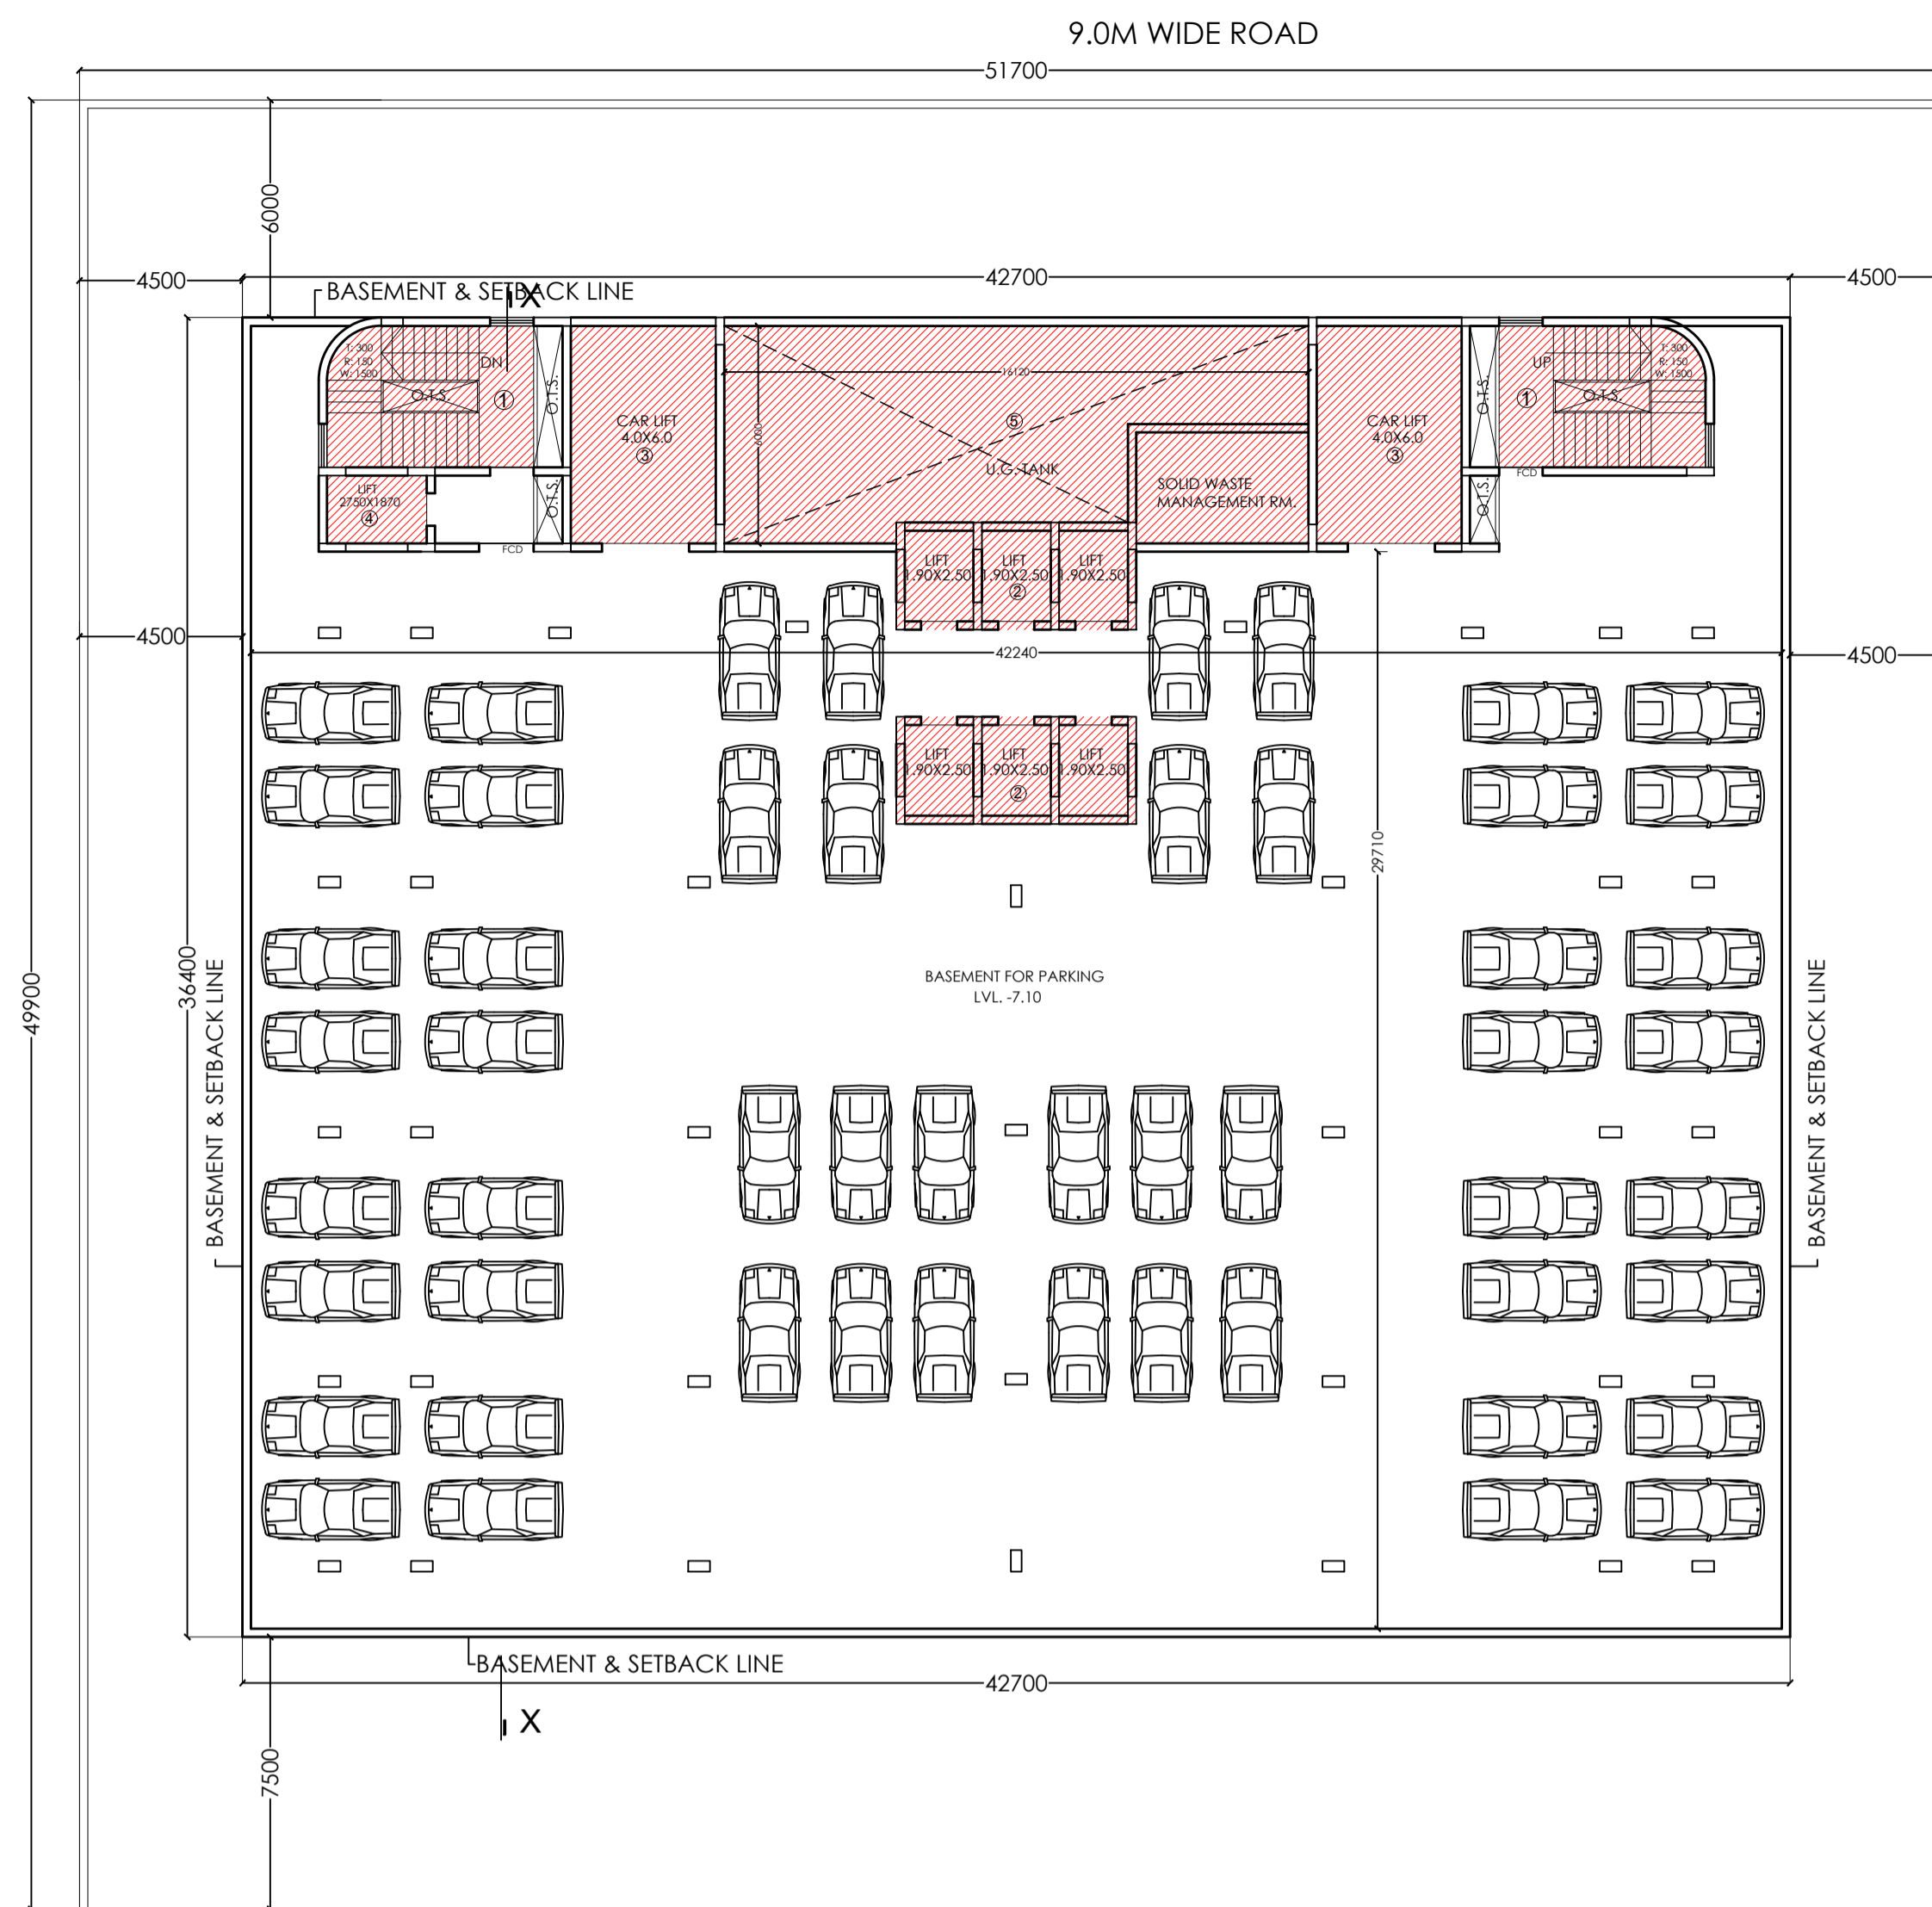 9.0M WIDE ROAD
51700
6000
4500
42700
4500
BASEMENT & SETBACK LINE
X
T: 300
R: 150
W: 1500
DN
O.T.S.
1
O.T.S.
CAR LIFT
4.0X6.0
3
16120
6000
5
U.G. TANK
SOLID WASTE
MANAGEMENT RM.
CAR LIFT
4.0X6.0
3
O.T.S.
UP
1
O.T.S.
T: 300
R: 150
W: 1500
LIFT
2750X1870
4
O.T.S.
FCD
FCD
O.T.S.
LIFT
1.90X2.50
LIFT
1.90X2.50
2
LIFT
1.90X2.50
4500
42240
4500
LIFT
1.90X2.50
LIFT
1.90X2.50
2
LIFT
1.90X2.50
29710
BASEMENT FOR PARKING
LVL. -7.10
49900
36400
BASEMENT & SETBACK LINE
BASEMENT & SETBACK LINE
BASEMENT & SETBACK LINE
42700
X
7500